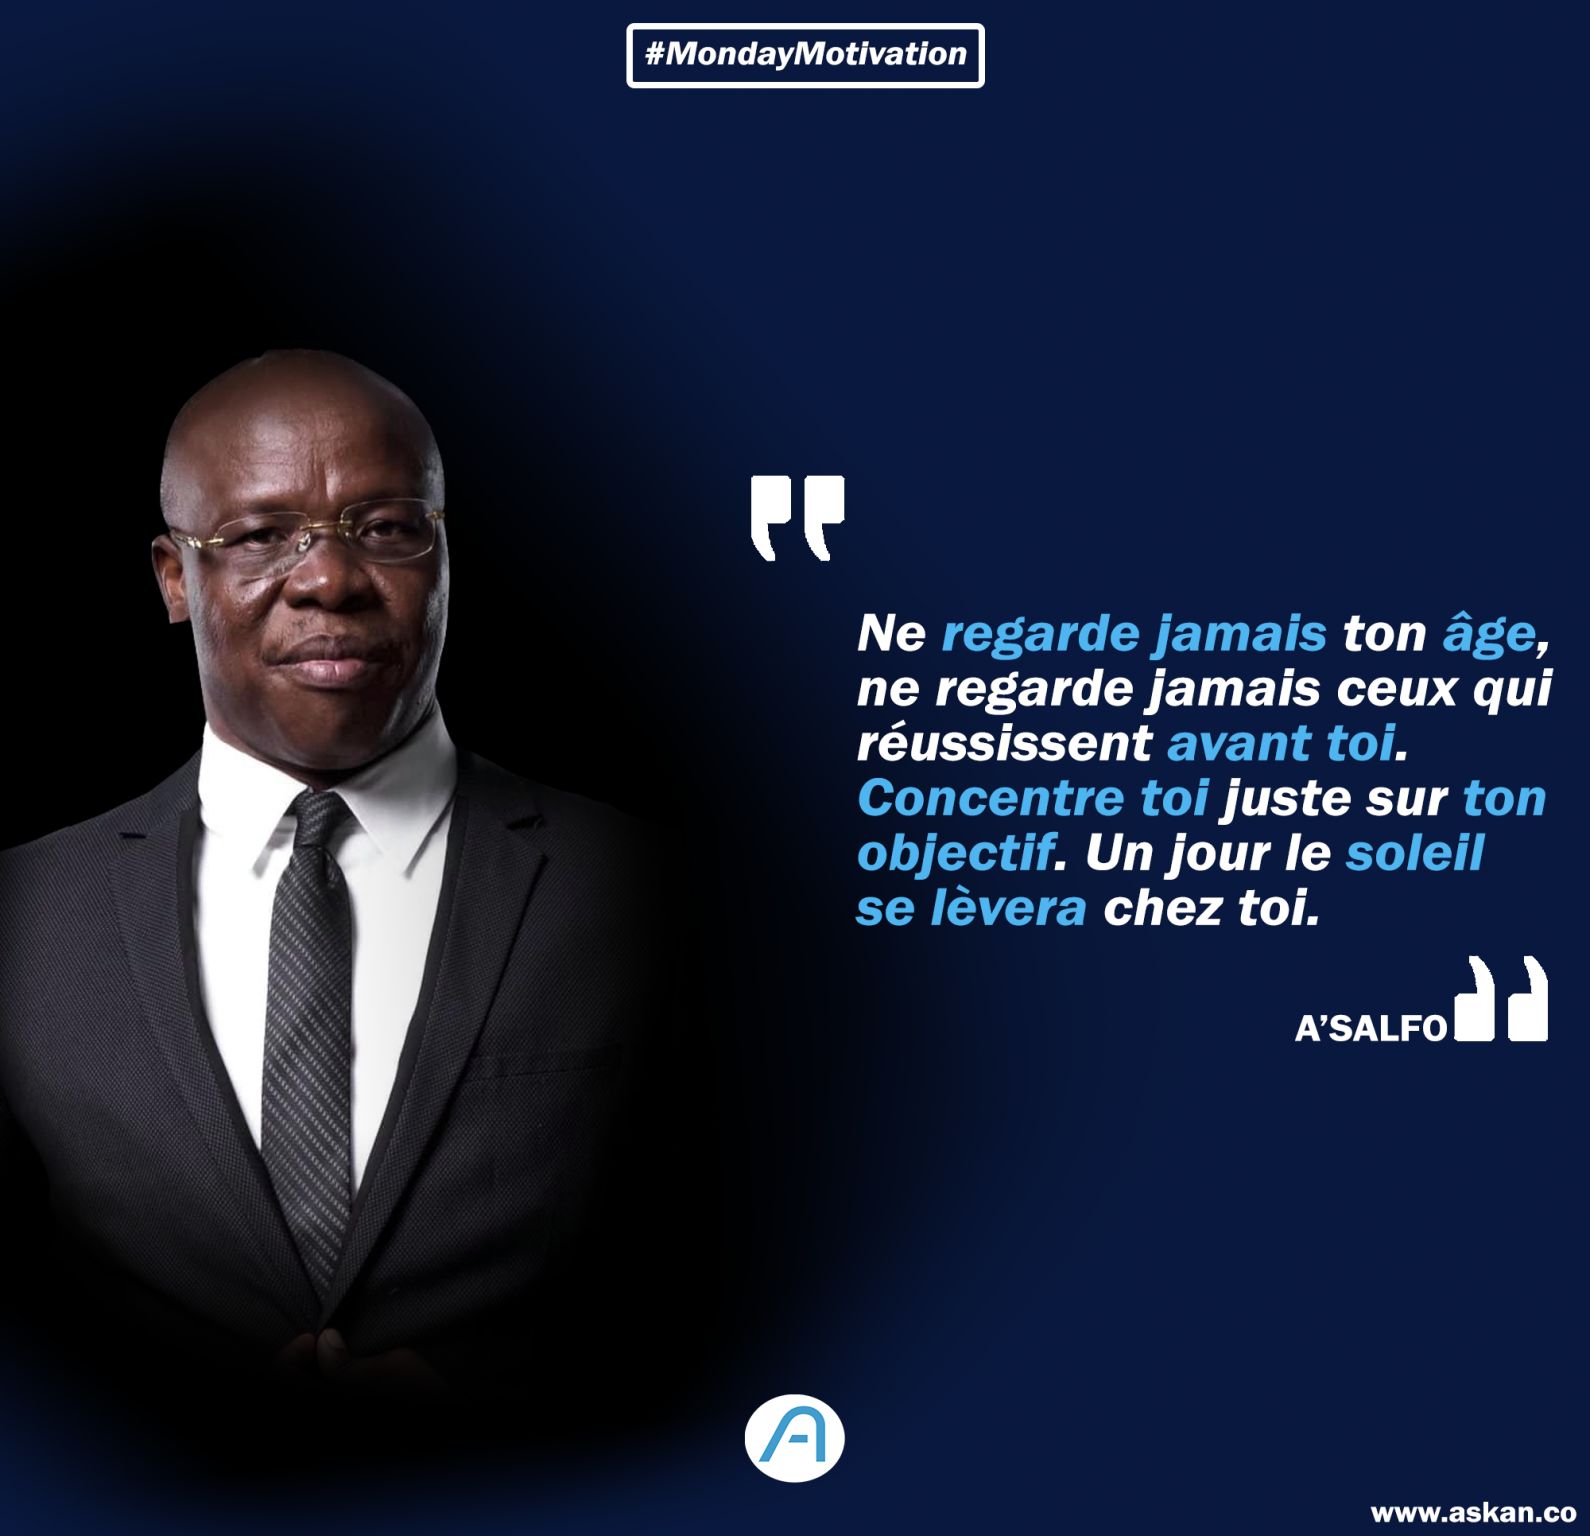 #MondayMotivation
Ne regarde jamais ton âge,
ne regarde jamais ceux qui
réussissent avant toi.
Concentre toi juste sur ton
objectif. Un jour le soleil
se lèvera chez toi.
A’SALFO
www.askan.co